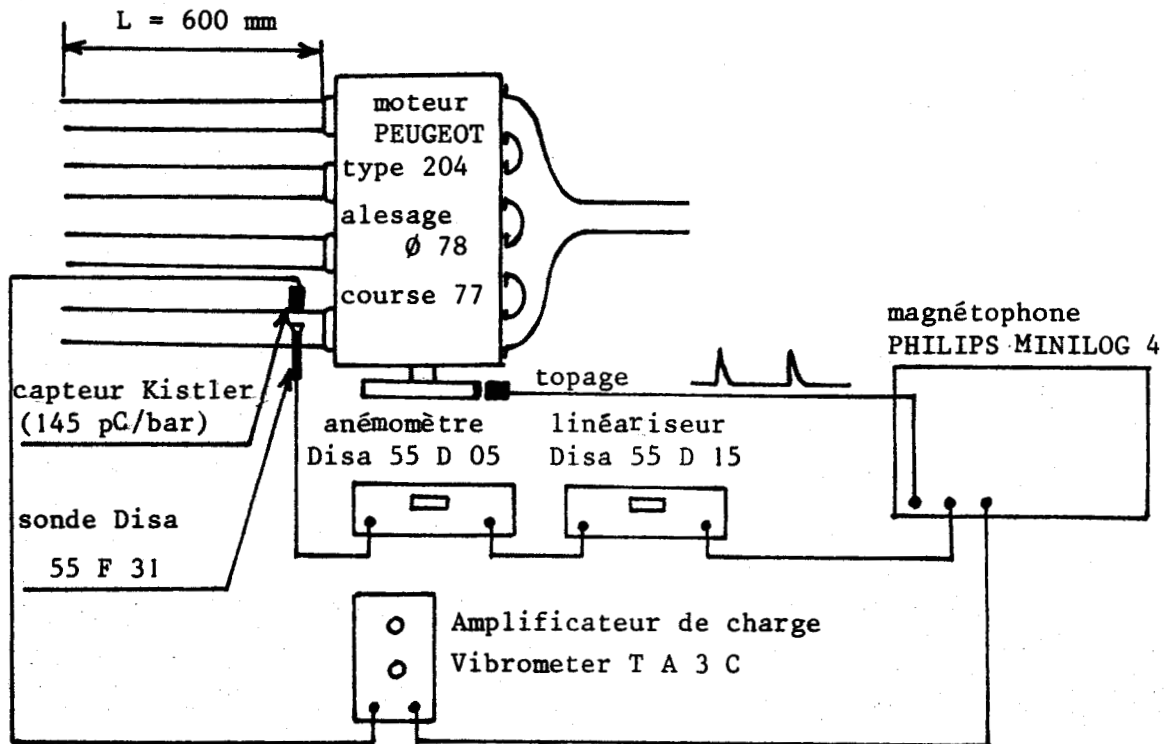 L = 600 mm
moteur
PEUGEOT
type 204
alesage
Ø 78
course 77
magnétophone
PHILIPS MINILOG 4
capteur Kistler
(145 pC/bar)
topage
anémomètre
Disa 55 D 05
linéariseur
Disa 55 D 15
sonde Disa
55 F 31
Amplificateur de charge
Vibrometer T A 3 C